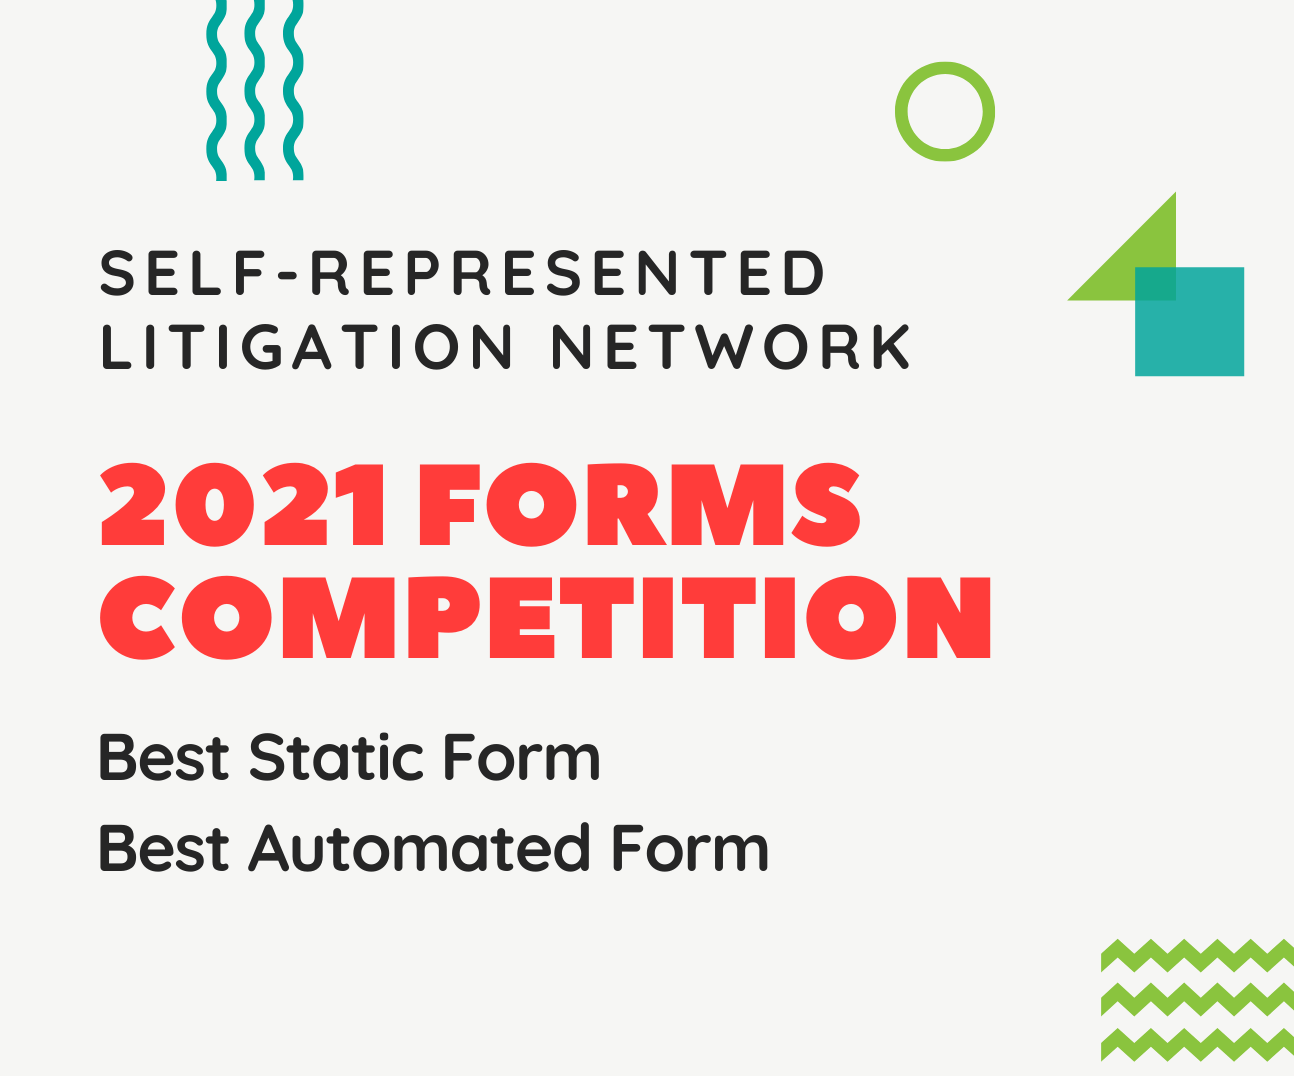 SELF-REPRESENTED
LITIGATION NETWORK
2021 FORMS
COMPETITION
Best Static Form
Best Automated Form